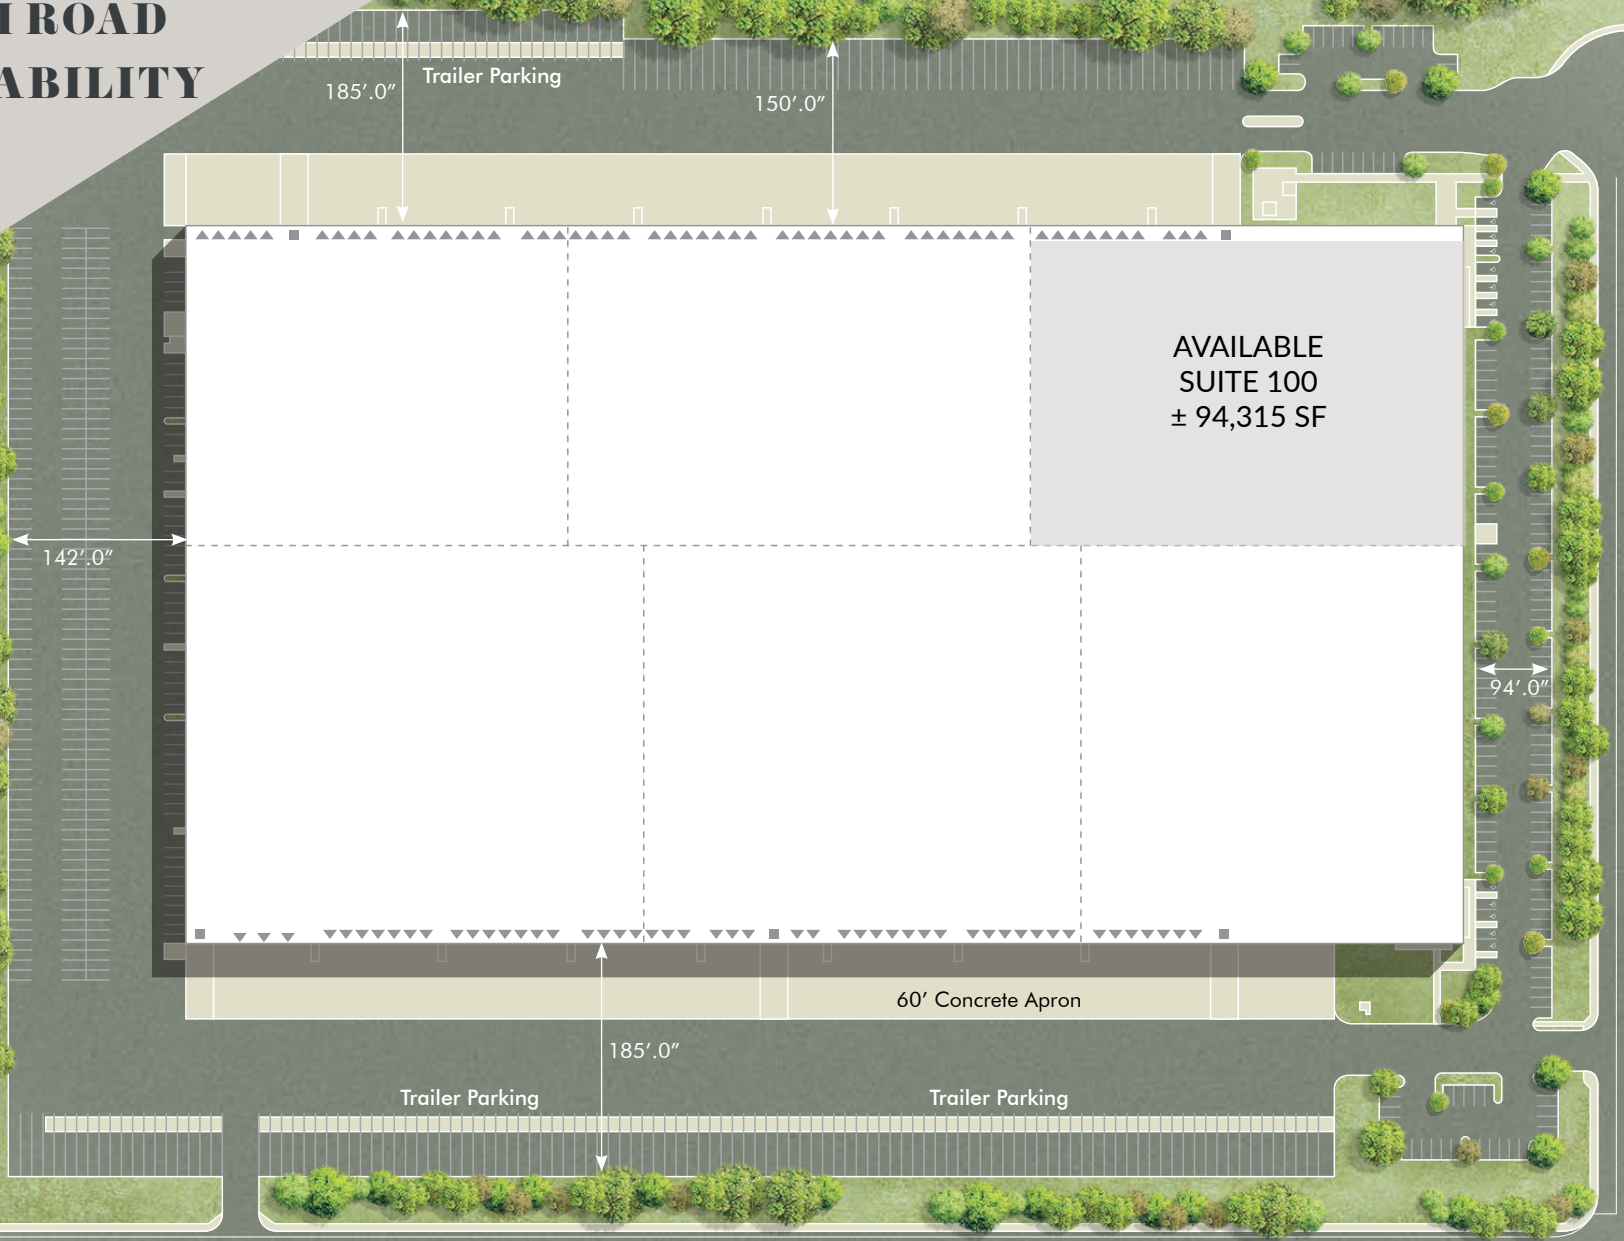 ROAD
ABILITY
185'.0"
Trailer Parking
150'.0"
AVAILABLE
SUITE 100
± 94,315 SF
142'.0"
94'.0"
60' Concrete Apron
185'.0"
Trailer Parking
Trailer Parking